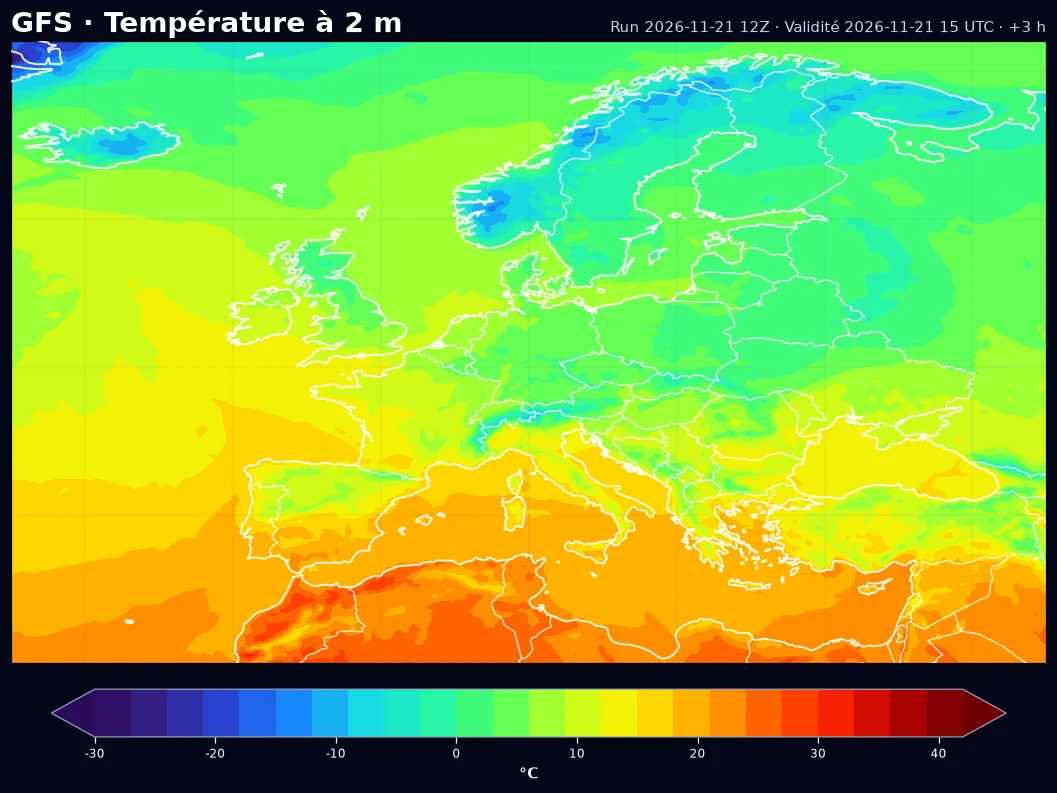 GFS · Température à 2 m
Run 2026-11-21 12Z · Validité 2026-11-21 15 UTC · +3 h
-30 -20 -10 0 10 20 30 40
°C